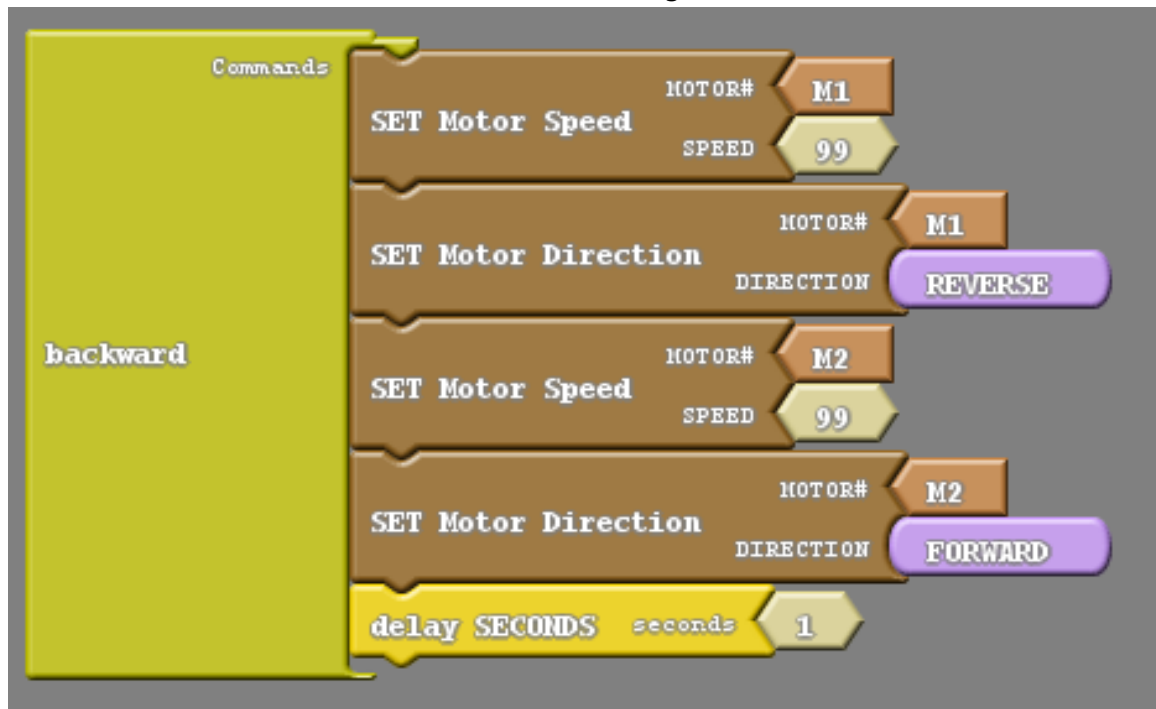 Commands
MOTOR# M1
SET Motor Speed
SPEED 99
MOTOR# M1
SET Motor Direction
DIRECTION REVERSE
backward
MOTOR# M2
SET Motor Speed
SPEED 99
MOTOR# M2
SET Motor Direction
DIRECTION FORWARD
delay SECONDS seconds 1